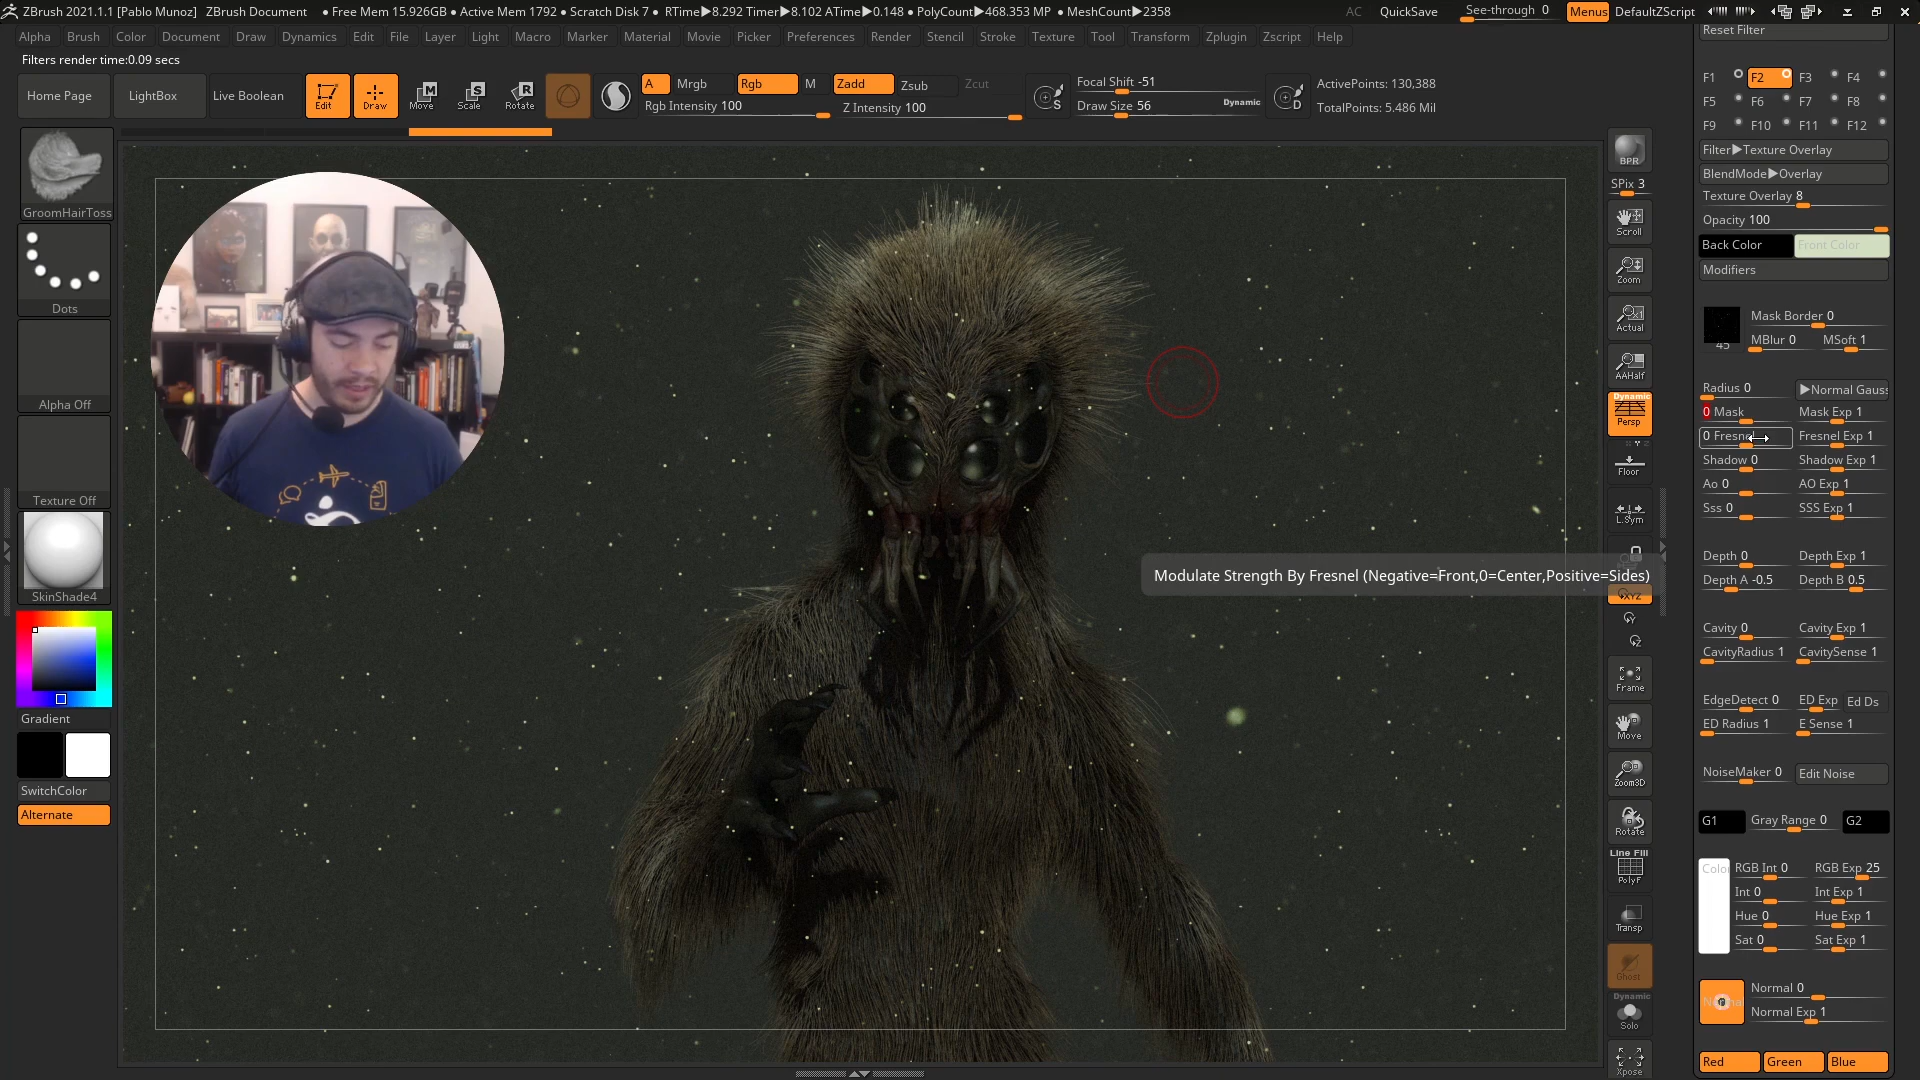 ZBrush 2021.1.1 [Pablo Munoz] ZBrush Document • Free Mem 15.926GB • Active Mem 1792 • Scratch Disk 7 • RTime▶8.292 Timer▶8.102 ATime▶0.148 • PolyCount▶468.353 MP • MeshCount▶2358 AC QuickSave See-through 0 Menus DefaultZScript
Alpha Brush Color Document Draw Dynamics Edit File Layer Light Macro Marker Material Movie Picker Preferences Render Stencil Stroke Texture Tool Transform Zplugin Zscript Help
Filters render time:0.09 secs
Home Page LightBox Live Boolean Edit Draw Move Scale Rotate
A Mrgb Rgb M Zadd Zsub Zcut
Rgb Intensity 100 Z Intensity 100
Focal Shift -51
Draw Size 56 Dynamic
S D
ActivePoints: 130,388
TotalPoints: 5.486 Mil
GroomHairToss
Dots
Alpha Off
Texture Off
SkinShade4
Gradient
SwitchColor
Alternate
BPR
SPix 3
Scroll
Zoom
Actual
AAHalf
Dynamic
Persp
Floor
L.Sym
XYZ
Frame
Move
Zoom3D
Rotate
Line Fill
PolyF
Transp
Ghost
Dynamic
Solo
Xpose
Modulate Strength By Fresnel (Negative=Front,0=Center,Positive=Sides)
Reset Filter
F1 F2 F3 F4
F5 F6 F7 F8
F9 F10 F11 F12
Filter▶Texture Overlay
BlendMode▶Overlay
Texture Overlay 8
Opacity 100
Back Color Front Color
Modifiers
Mask Border 0
MBlur 0 MSoft 1
45
Radius 0 ▶Normal Gauss
0 Mask Mask Exp 1
0 Fresnel Fresnel Exp 1
Shadow 0 Shadow Exp 1
Ao 0 AO Exp 1
Sss 0 SSS Exp 1
Depth 0 Depth Exp 1
Depth A -0.5 Depth B 0.5
Cavity 0 Cavity Exp 1
CavityRadius 1 CavitySense 1
EdgeDetect 0 ED Exp Ed Ds
ED Radius 1 E Sense 1
NoiseMaker 0 Edit Noise
G1 Gray Range 0 G2
Colo RGB Int 0 RGB Exp 25
Int 0 Int Exp 1
Hue 0 Hue Exp 1
Sat 0 Sat Exp 1
Normal 0
Normal Exp 1
Red Green Blue